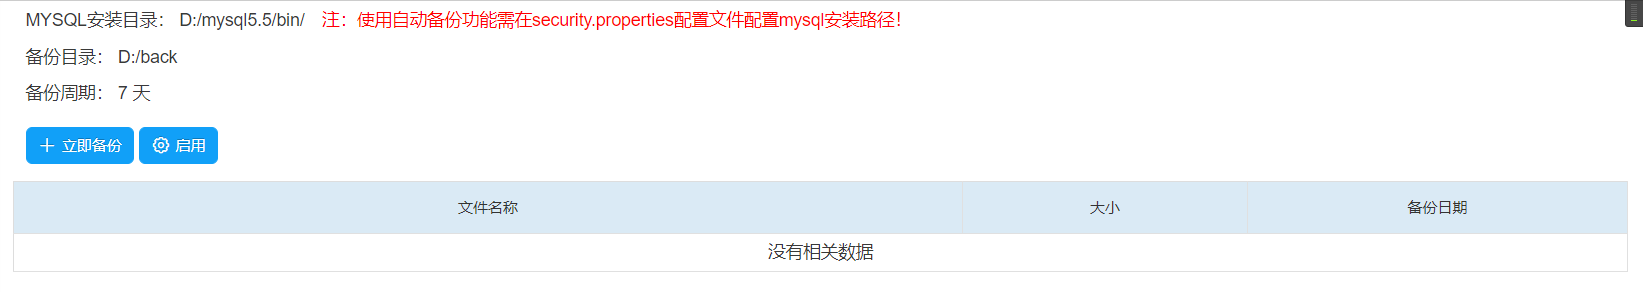 MYSQL安装目录： D:/mysql5.5/bin/ 注：使用自动备份功能需在security.properties配置文件配置mysql安装路径！
备份目录： D:/back
备份周期： 7 天
立即备份 启用
文件名称 大小 备份日期
没有相关数据